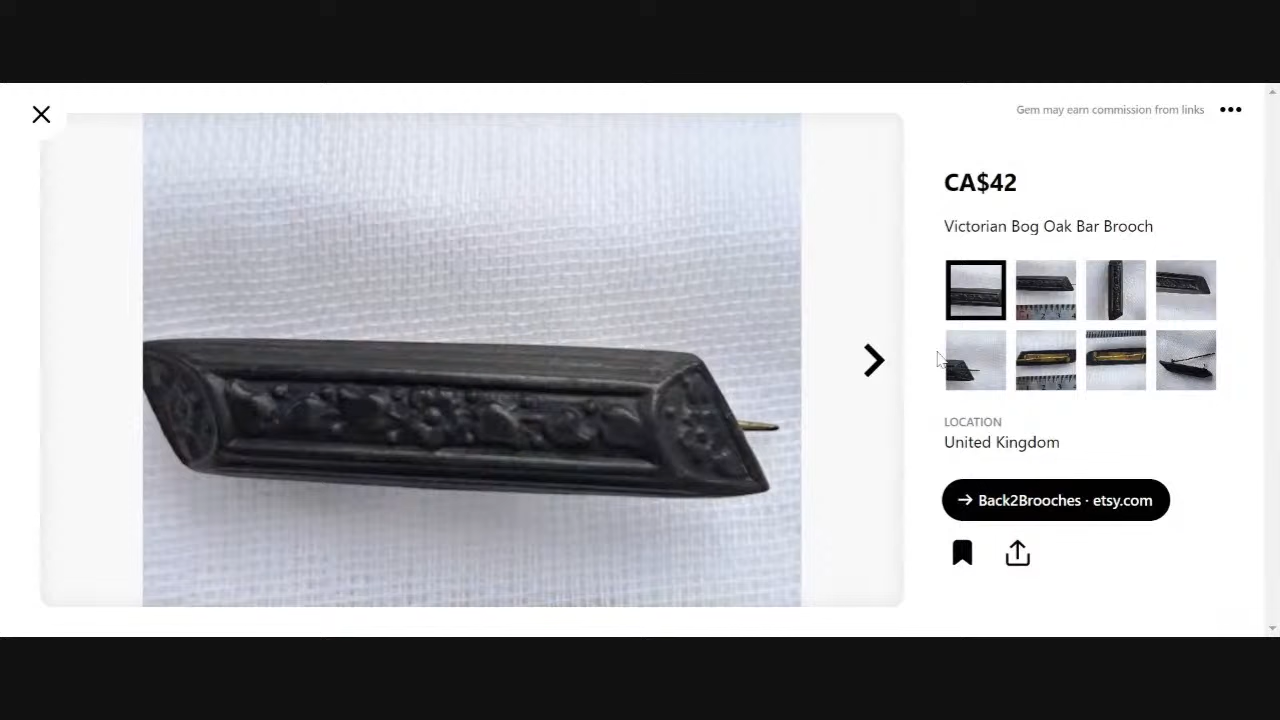 Gem may earn commission from links
CA$42
Victorian Bog Oak Bar Brooch
LOCATION
United Kingdom
→ Back2Brooches · etsy.com